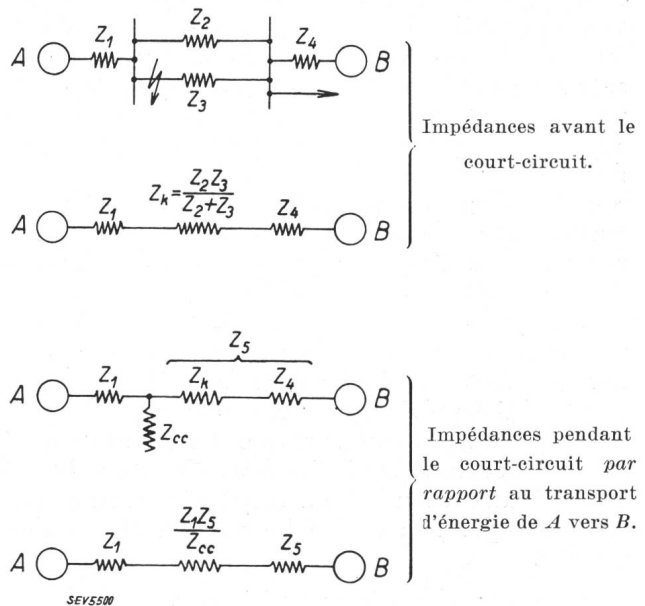 Z2
A Z1 Z4 B
Z3
Impédances avant le
court-circuit.
A Z1 Zk = Z2Z3 / Z2+Z3 Z4 B
Z5
A Z1 Zk Z4 B
Zcc
Impédances pendant
le court-circuit par
rapport au transport
d'énergie de A vers B.
A Z1 Z1Z5 / Zcc Z5 B
SEV5500